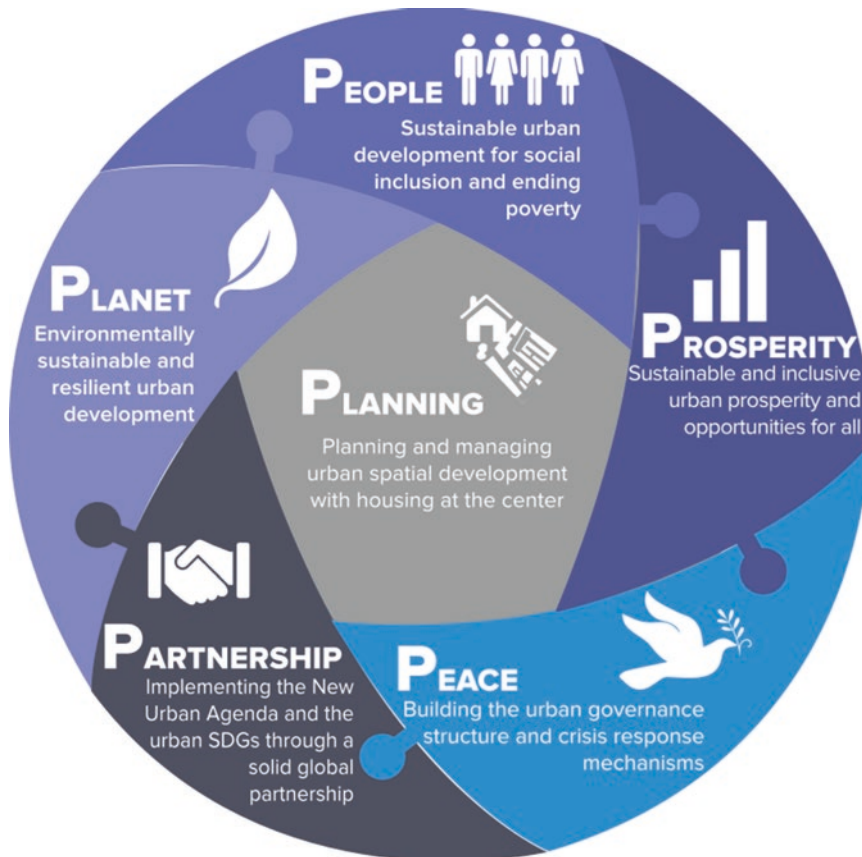 PEOPLE
Sustainable urban
development for social
inclusion and ending
poverty
PROSPERITY
Sustainable and inclusive
urban prosperity and
opportunities for all
PEACE
Building the urban governance
structure and crisis response
mechanisms
PARTNERSHIP
Implementing the New
Urban Agenda and the
urban SDGs through a
solid global
partnership
PLANET
Environmentally
sustainable and
resilient urban
development
PLANNING
Planning and managing
urban spatial development
with housing at the center